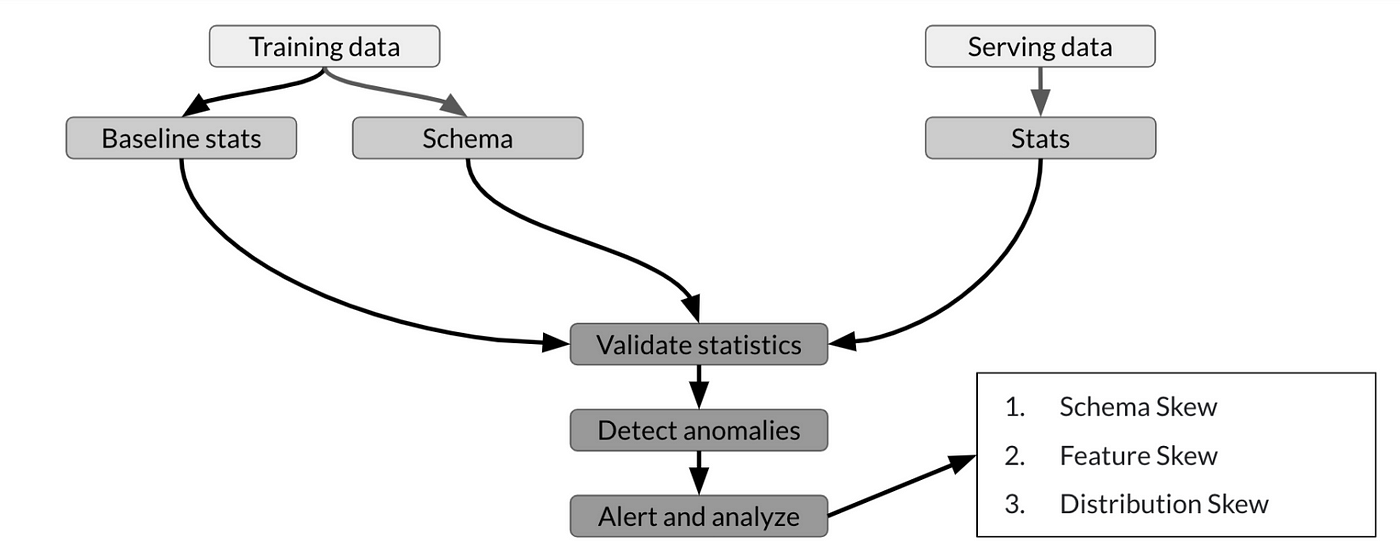 Training data
Serving data
Baseline stats
Schema
Stats
Validate statistics
Detect anomalies
Alert and analyze
1. Schema Skew
2. Feature Skew
3. Distribution Skew